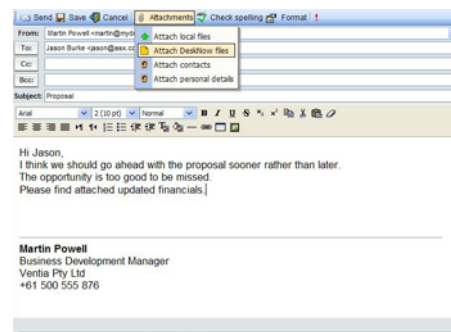 Send Save Cancel Attachments Check spelling Format !
From: Martin Powell <martin@myd
Attach local files
To: Jason Burke <jason@asx.cc
Attach DeskNow files
Cc:
Attach contacts
Bcc:
Attach personal details
Subject: Proposal
Arial 2 (10 pt) Normal B I U S
Hi Jason,
I think we should go ahead with the proposal sooner rather than later.
The opportunity is too good to be missed.
Please find attached updated financials.
Martin Powell
Business Development Manager
Ventia Pty Ltd
+61 500 555 876